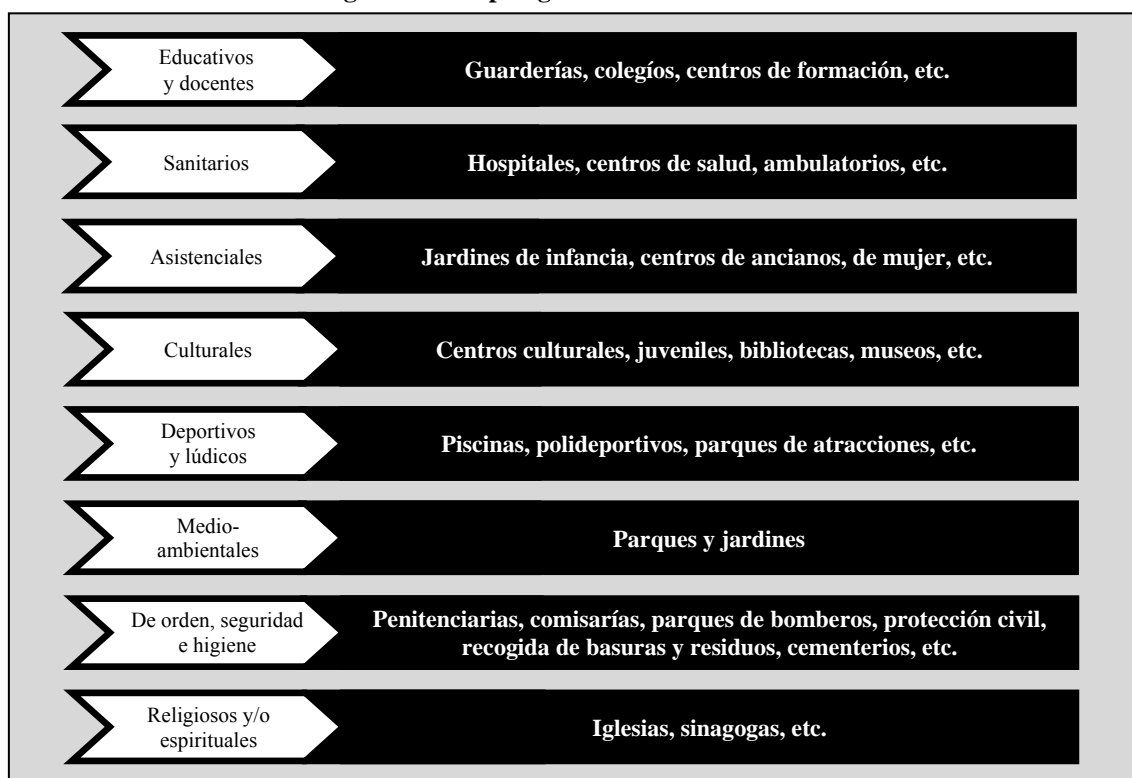 Educativos
y docentes
Guarderías, colegíos, centros de formación, etc.
Sanitarios
Hospitales, centros de salud, ambulatorios, etc.
Asistenciales
Jardines de infancia, centros de ancianos, de mujer, etc.
Culturales
Centros culturales, juveniles, bibliotecas, museos, etc.
Deportivos
y lúdicos
Piscinas, polideportivos, parques de atracciones, etc.
Medio-
ambientales
Parques y jardines
De orden, seguridad
e higiene
Penitenciarias, comisarías, parques de bomberos, protección civil,
recogida de basuras y residuos, cementerios, etc.
Religiosos y/o
espirituales
Iglesias, sinagogas, etc.